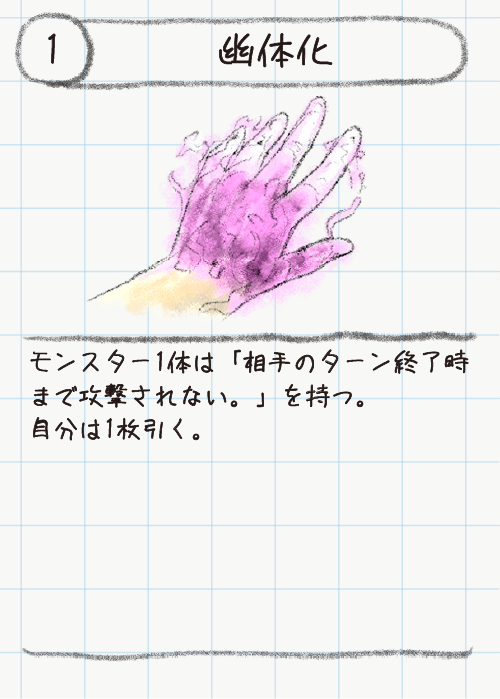 1
幽体化
モンスター1体は「相手のターン終了時
まで攻撃されない。」を持つ。
自分は1枚引く。